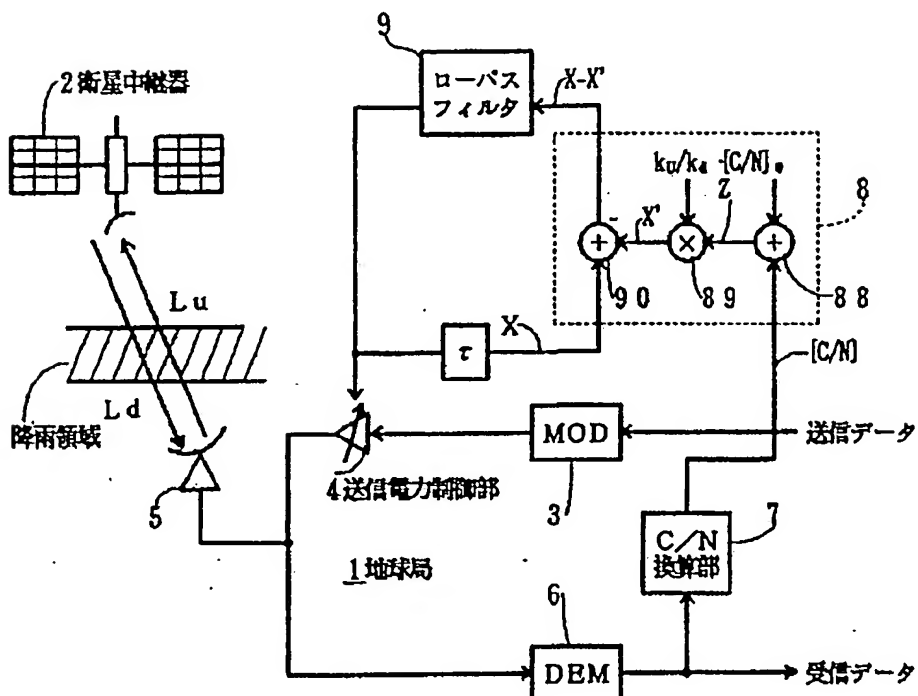 9
ローパス
フィルタ
X-X'
2衛星中継器
kU/kd
-[C/N]0
8
Z
X'
-
+
×
+
90
89
88
Lu
τ
X
[C/N]
Ld
降雨領域
MOD
送信データ
4送信電力制御部
3
5
7
C/N
換算部
1地球局
6
DEM
受信データ